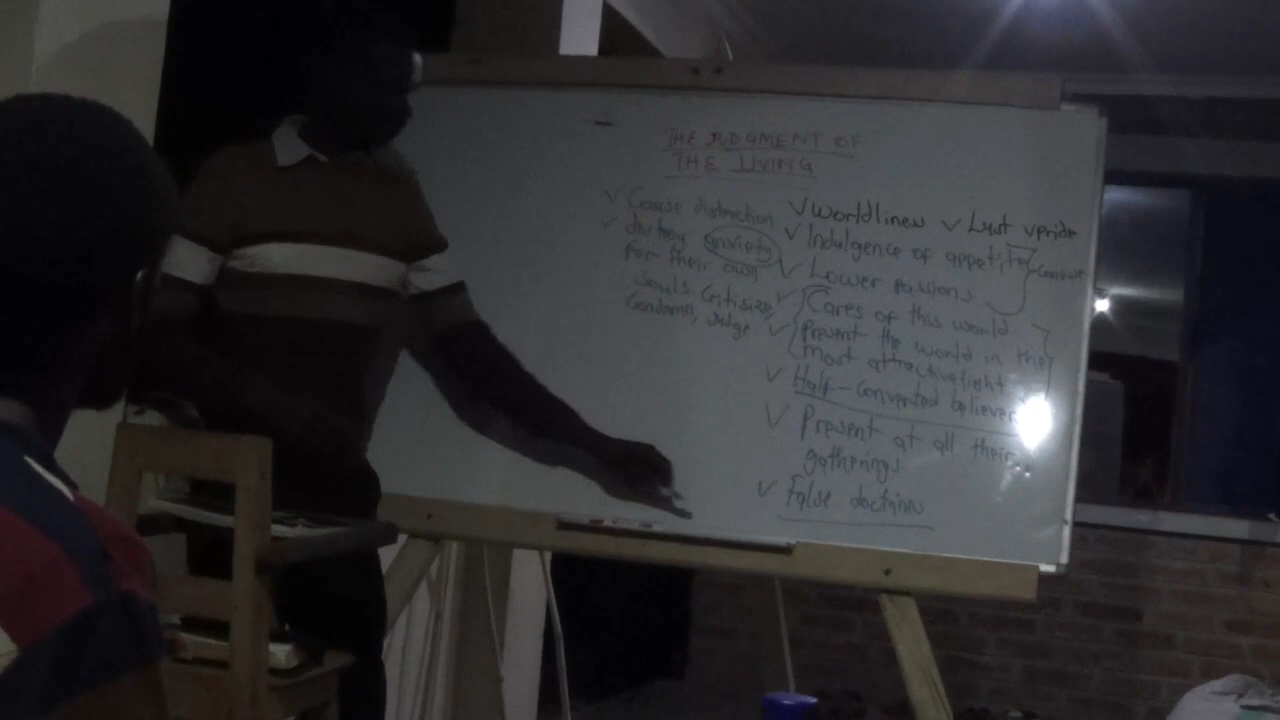 THE JUDGMENT OF
THE LIVING
✓ Cause distraction
✓ during anxiety
for their own
souls. Critisize,
Condemn, Judge
✓ Worldliness ✓ Lust ✓ pride
✓ Indulgence of appetite
✓ Lower passions
✓ Cares of this world
✓ present the world in the
most attractive light
✓ Half-Converted believers
✓ Present at all their
gatherings
✓ False doctrines